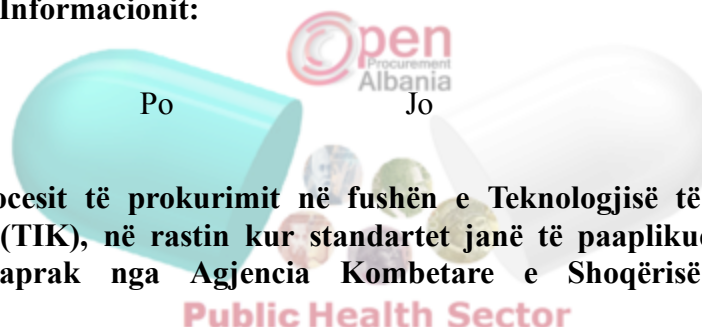 Informacionit:
Open
Procurement
Albania
Po Jo
ocesit të prokurimit në fushën e Teknologjisë të
(TIK), në rastin kur standartet janë të paapliku
aprak nga Agjencia Kombetare e Shoqërisë
Public Health Sector